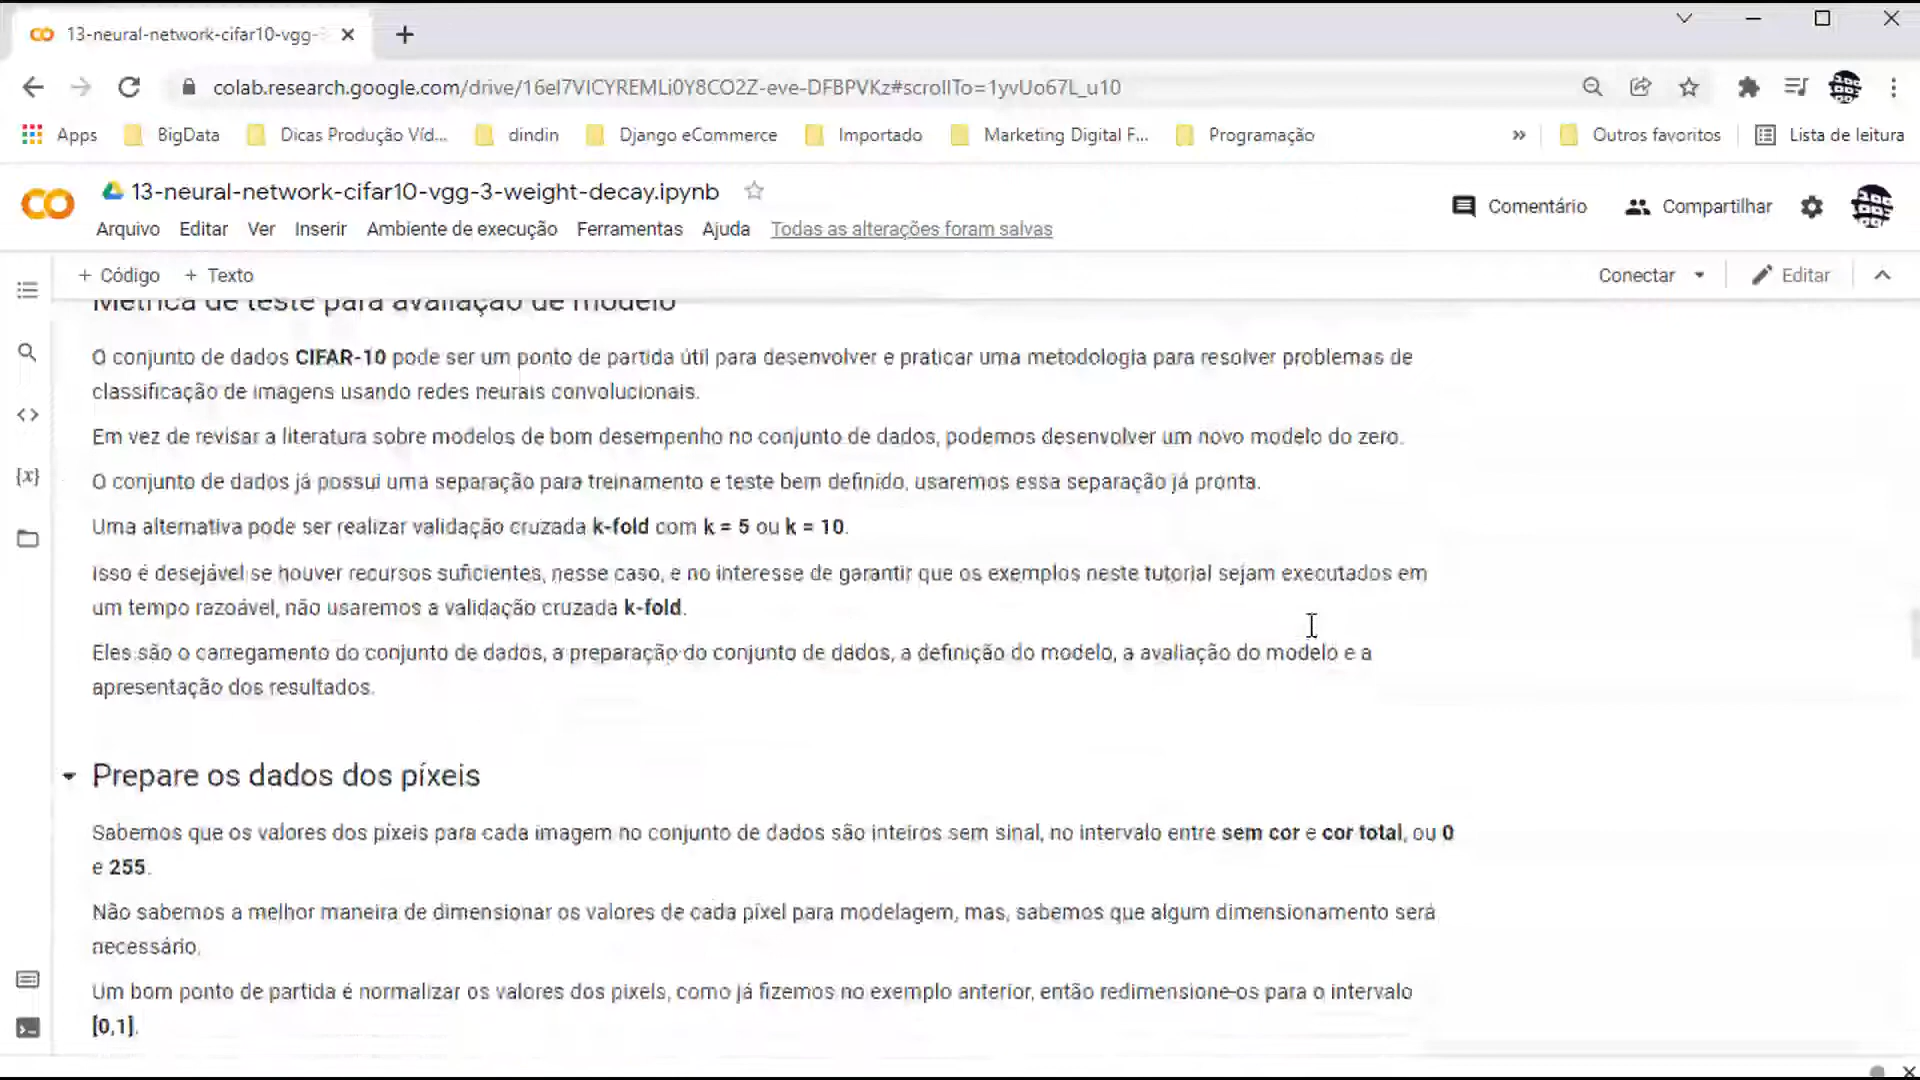 13-neural-network-cifar10-vgg-
colab.research.google.com/drive/16el7VICYREMLi0Y8CO2Z-eve-DFBPVKz#scrollTo=1yvUo67L_u10
Apps BigData Dicas Produção Víd... dindin Django eCommerce Importado Marketing Digital F... Programação » Outros favoritos Lista de leitura
13-neural-network-cifar10-vgg-3-weight-decay.ipynb
Comentário Compartilhar
Arquivo Editar Ver Inserir Ambiente de execução Ferramentas Ajuda Todas as alterações foram salvas
+ Código + Texto Conectar Editar
Métrica de teste para avaliação de modelo
O conjunto de dados CIFAR-10 pode ser um ponto de partida útil para desenvolver e praticar uma metodologia para resolver problemas de
classificação de imagens usando redes neurais convolucionais.
Em vez de revisar a literatura sobre modelos de bom desempenho no conjunto de dados, podemos desenvolver um novo modelo do zero.
O conjunto de dados já possui uma separação para treinamento e teste bem definido, usaremos essa separação já pronta.
Uma alternativa pode ser realizar validação cruzada k-fold com k = 5 ou k = 10.
Isso é desejável se houver recursos suficientes, nesse caso, e no interesse de garantir que os exemplos neste tutorial sejam executados em
um tempo razoável, não usaremos a validação cruzada k-fold.
Eles são o carregamento do conjunto de dados, a preparação do conjunto de dados, a definição do modelo, a avaliação do modelo e a
apresentação dos resultados.
Prepare os dados dos píxeis
Sabemos que os valores dos píxeis para cada imagem no conjunto de dados são inteiros sem sinal, no intervalo entre sem cor e cor total, ou 0
e 255.
Não sabemos a melhor maneira de dimensionar os valores de cada píxel para modelagem, mas, sabemos que algum dimensionamento será
necessário.
Um bom ponto de partida é normalizar os valores dos pixels, como já fizemos no exemplo anterior, então redimensione-os para o intervalo
[0,1].